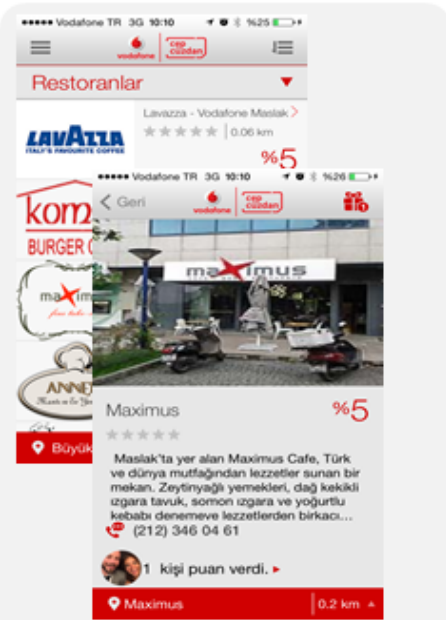 Vodafone TR 3G 10:10 %25
vodafone cep cüzdan
Restoranlar
LAVAZZA
ITALY'S FAVOURITE COFFEE
Lavazza - Vodafone Maslak
0.06 km
%5
BURGER
Büyük
Vodafone TR 3G 10:10 %26
Geri vodafone cep cüzdan
maximus
Maximus %5
Maslak'ta yer alan Maximus Cafe, Türk
ve dünya mutfağından lezzetler sunan bir
mekan. Zeytinyağlı yemekleri, dağ kekikli
ızgara tavuk, somon ızgara ve yoğurtlu
kebabı denemeve lezzetlerden birkacı...
(212) 346 04 61
1 kişi puan verdi.
Maximus 0.2 km